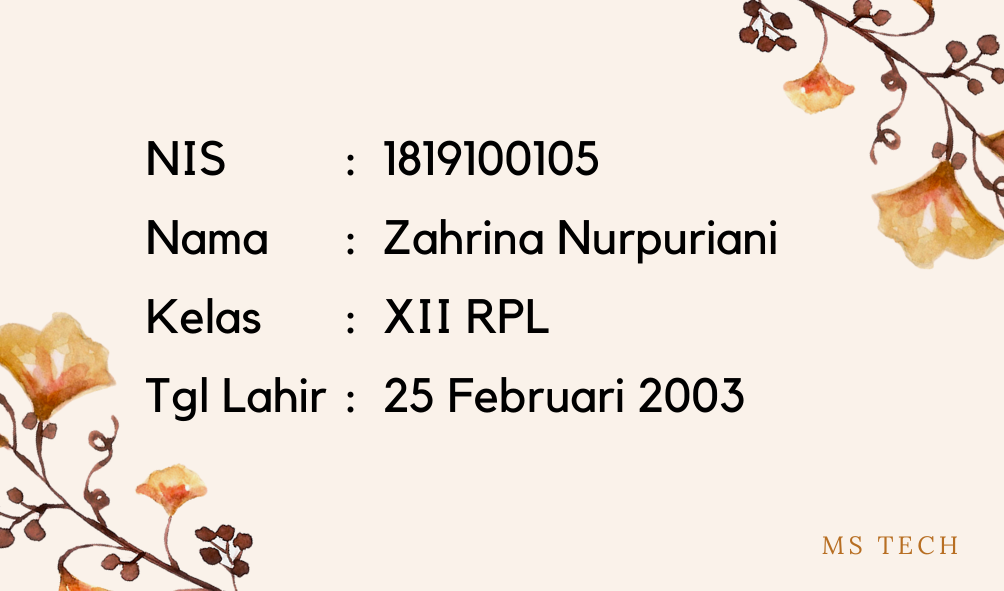 NIS : 1819100105
Nama : Zahrina Nurpuriani
Kelas : XII RPL
Tgl Lahir : 25 Februari 2003
MS TECH